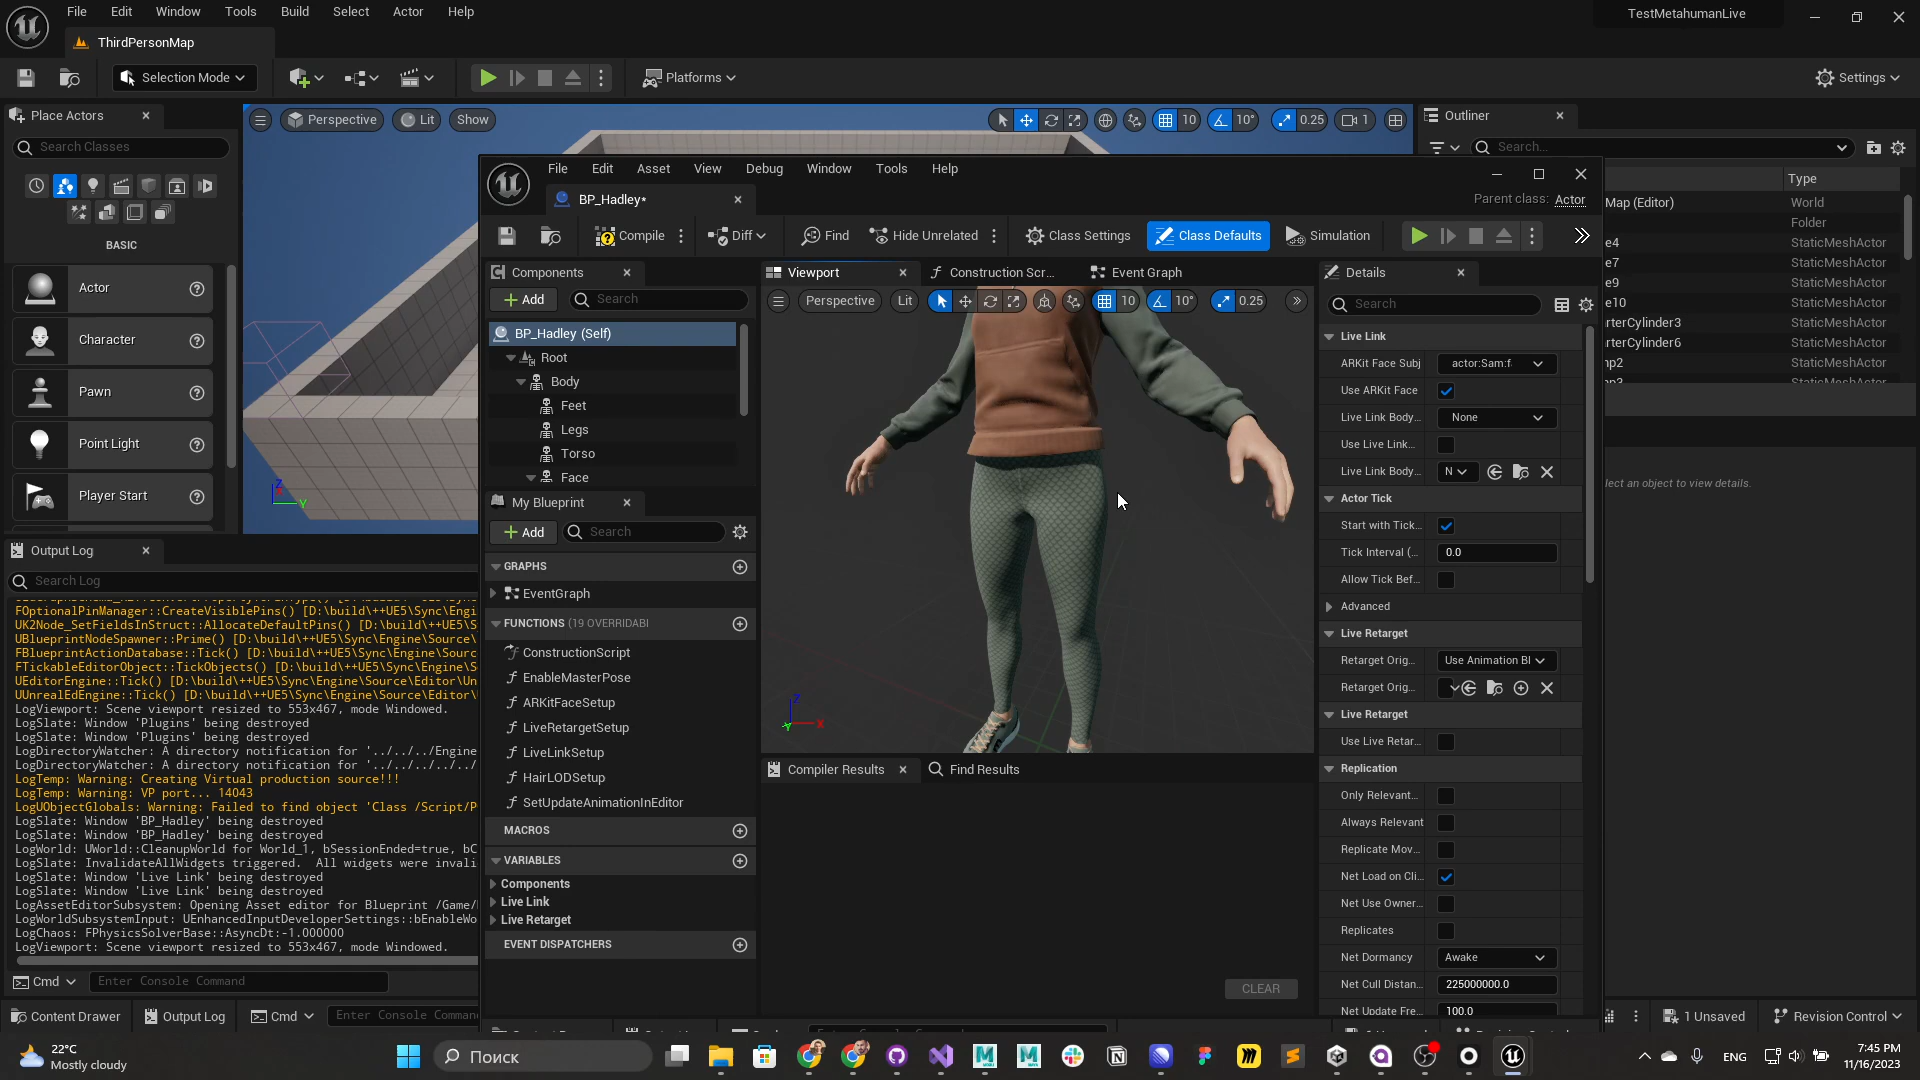 File Edit Window Tools Build Select Actor Help
TestMetahumanLive
ThirdPersonMap
Selection Mode
Platforms
Settings
Place Actors
Search Classes
BASIC
Actor
Character
Pawn
Point Light
Player Start
Perspective Lit Show
10 10° 0.25 1
Outliner
Search...
Type
Map (Editor) World
Folder
e4 StaticMeshActor
e7 StaticMeshActor
e9 StaticMeshActor
e10 StaticMeshActor
rterCylinder3 StaticMeshActor
rterCylinder6 StaticMeshActor
np2 StaticMeshActor
StaticMeshActor
lect an object to view details.
File Edit Asset View Debug Window Tools Help
BP_Hadley*
Parent class: Actor
Compile Diff Find Hide Unrelated Class Settings Class Defaults Simulation
Components
Add
Search
BP_Hadley (Self)
Root
Body
Feet
Legs
Torso
Face
My Blueprint
Add
Search
GRAPHS
EventGraph
FUNCTIONS (19 OVERRIDABI
ConstructionScript
EnableMasterPose
ARKitFaceSetup
LiveRetargetSetup
LiveLinkSetup
HairLODSetup
SetUpdateAnimationInEditor
MACROS
VARIABLES
Components
Live Link
Live Retarget
EVENT DISPATCHERS
Viewport Construction Scr... Event Graph
Perspective Lit 10 10° 0.25
Z
X
Y
Compiler Results Find Results
CLEAR
Details
Search
Live Link
ARKit Face Subj actor:Sam:f
Use ARKit Face
Live Link Body... None
Use Live Link...
Live Link Body... N
Actor Tick
Start with Tick...
Tick Interval (... 0.0
Allow Tick Bef...
Advanced
Live Retarget
Retarget Orig... Use Animation Bl
Retarget Orig...
Live Retarget
Use Live Retar...
Replication
Only Relevant...
Always Relevant
Replicate Mov...
Net Load on Cli...
Net Use Owner...
Replicates
Net Dormancy Awake
Net Cull Distan... 225000000.0
Net Update Fre... 100.0
Output Log
Search Log
FOptionalPinManager::CreateVisiblePins() [D:\build\++UE5\Sync\Engi
UK2Node_SetFieldsInStruct::AllocateDefaultPins() [D:\build\++UE5\S
UBlueprintNodeSpawner::Prime() [D:\build\++UE5\Sync\Engine\Source\
FBlueprintActionDatabase::Tick() [D:\build\++UE5\Sync\Engine\Sourc
FTickableEditorObject::TickObjects() [D:\build\++UE5\Sync\Engine\S
UEditorEngine::Tick() [D:\build\++UE5\Sync\Engine\Source\Editor\Un
UUnrealEdEngine::Tick() [D:\build\++UE5\Sync\Engine\Source\Editor\
LogViewport: Scene viewport resized to 553x467, mode Windowed.
LogSlate: Window 'Plugins' being destroyed
LogSlate: Window 'Plugins' being destroyed
LogDirectoryWatcher: A directory notification for '../../../Engine
LogDirectoryWatcher: A directory notification for '../../../../../
LogTemp: Warning: Creating Virtual production source!!!
LogTemp: Warning: VP port... 14043
LogUObjectGlobals: Warning: Failed to find object 'Class /Script/P
LogSlate: Window 'BP_Hadley' being destroyed
LogSlate: Window 'BP_Hadley' being destroyed
LogWorld: UWorld::CleanupWorld for World_1, bSessionEnded=true, bC
LogSlate: InvalidateAllWidgets triggered.  All widgets were invali
LogSlate: Window 'Live Link' being destroyed
LogSlate: Window 'Live Link' being destroyed
LogAssetEditorSubsystem: Opening Asset editor for Blueprint /Game/
LogWorldSubsystemInput: UEnhancedInputDeveloperSettings::bEnableWo
LogChaos: FPhysicsSolverBase::AsyncDt:-1.000000
LogViewport: Scene viewport resized to 553x467, mode Windowed.
Cmd Enter Console Command
Content Drawer Output Log Cmd Enter Console Comman
1 Unsaved Revision Control
22°C
Mostly cloudy
Поиск
ENG
7:45 PM
11/16/2023